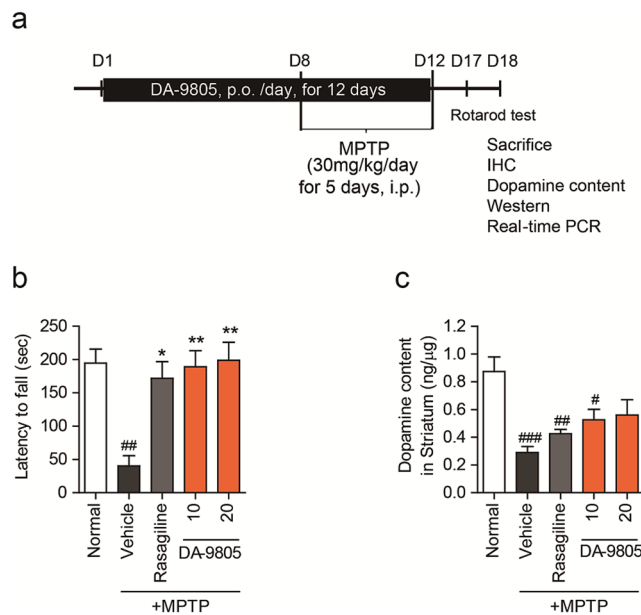 a
D1 D8 D12 D17 D18
DA-9805, p.o. /day, for 12 days
Rotarod test
MPTP
(30mg/kg/day
for 5 days, i.p.)
Sacrifice
IHC
Dopamine content
Western
Real-time PCR
b
Latency to fall (sec)
250
200
150
100
50
0
##
*
**
**
Normal
Vehicle
Rasagiline
10
20
DA-9805
+MPTP
c
Dopamine content
in Striatum (ng/μg)
1.2
1.0
0.8
0.6
0.4
0.2
0.0
###
##
#
Normal
Vehicle
Rasagiline
10
20
DA-9805
+MPTP